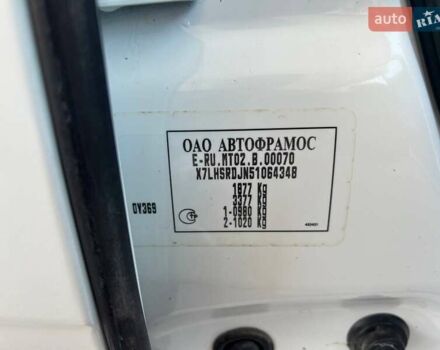 auto RIA
ОАО АВТОФРАМОС
E-RU.MT02.B.00070
X7LHSRDJN51064348
1877 Kg
3377 Kg
1-0980 Kg
2-1020 Kg
OV369